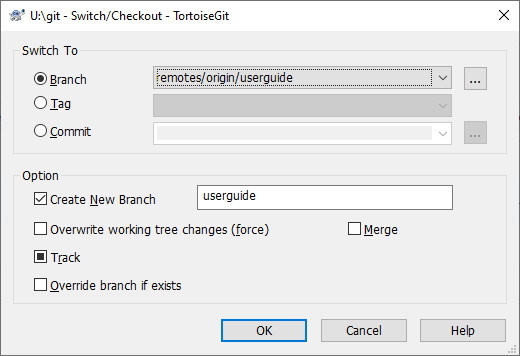 U:\git - Switch/Checkout - TortoiseGit
Switch To
Branch
remotes/origin/userguide
...
Tag
Commit
...
Option
Create New Branch
userguide
Overwrite working tree changes (force)
Merge
Track
Override branch if exists
OK
Cancel
Help